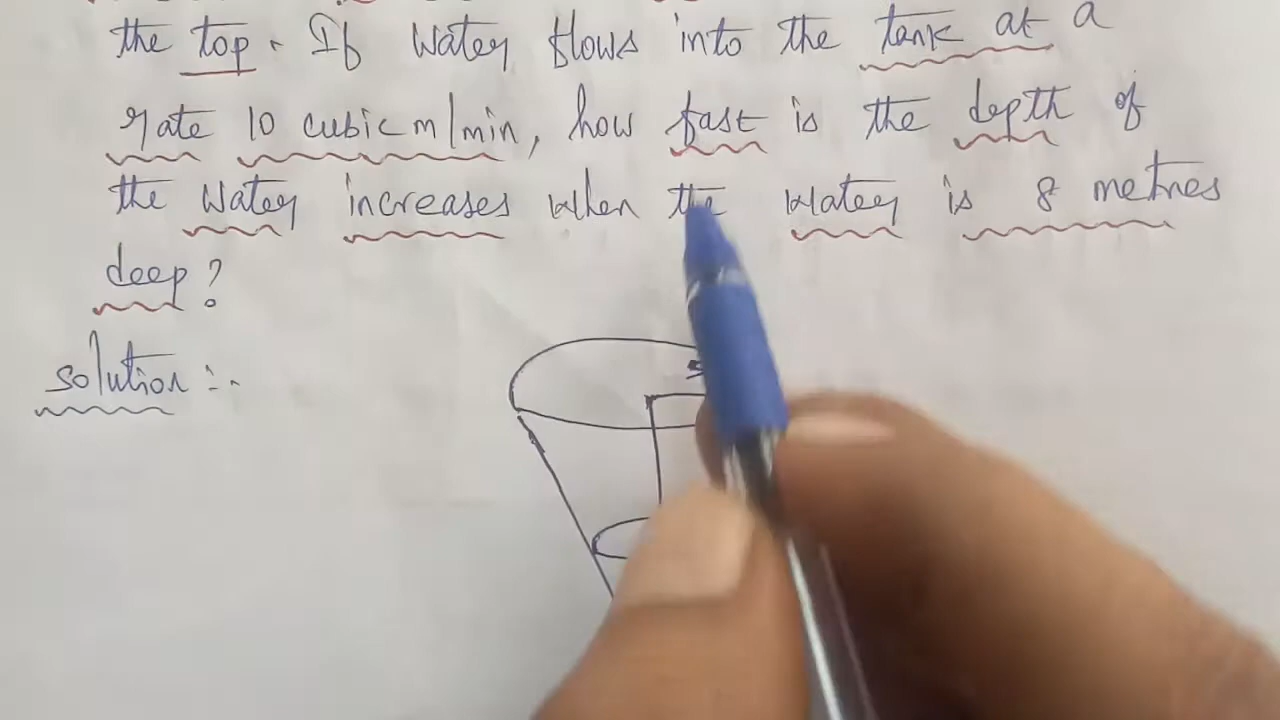 the top. If water flows into the tank at a
rate 10 cubic m/min, how fast is the depth of
the water increases when the water is 8 metres
deep?
solution :-